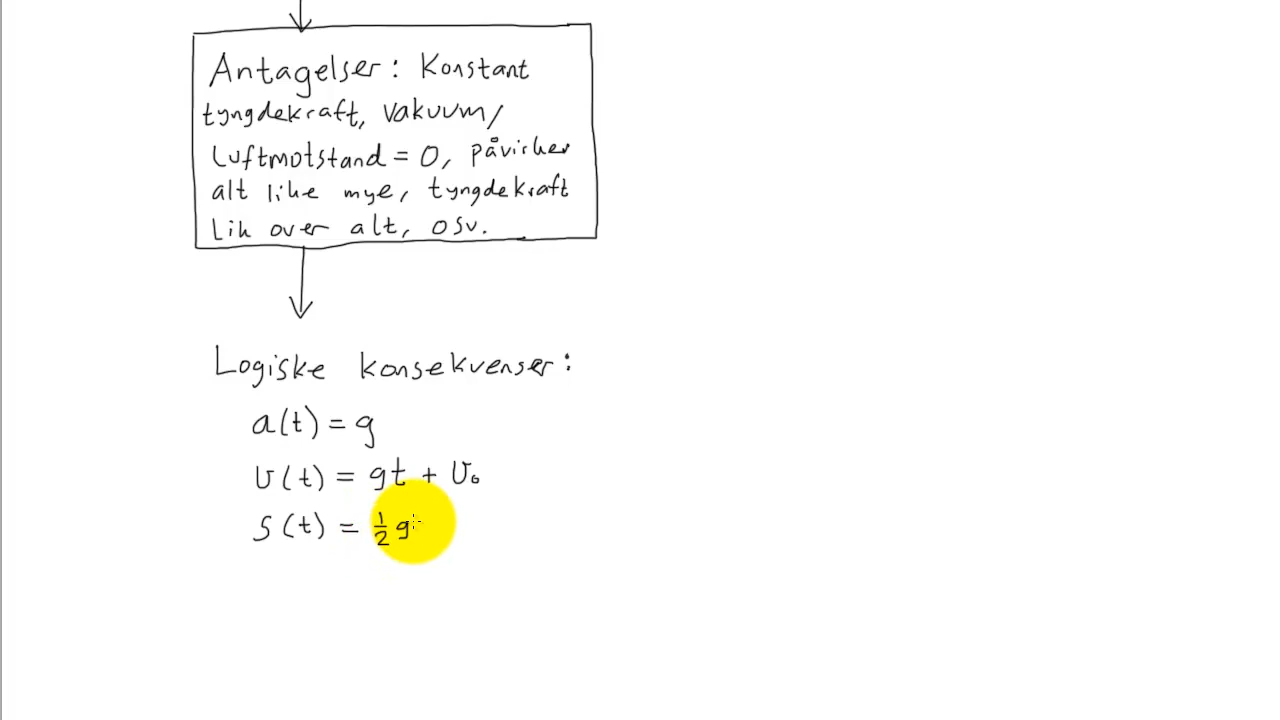 Antagelser: Konstant
tyngdekraft, vakuum/
Luftmotstand = 0, påvirker
alt like mye, tyngdekraft
Lik over alt, osv.
Logiske konsekvenser:
a(t) = g
v(t) = gt + v₀
s(t) = ½g